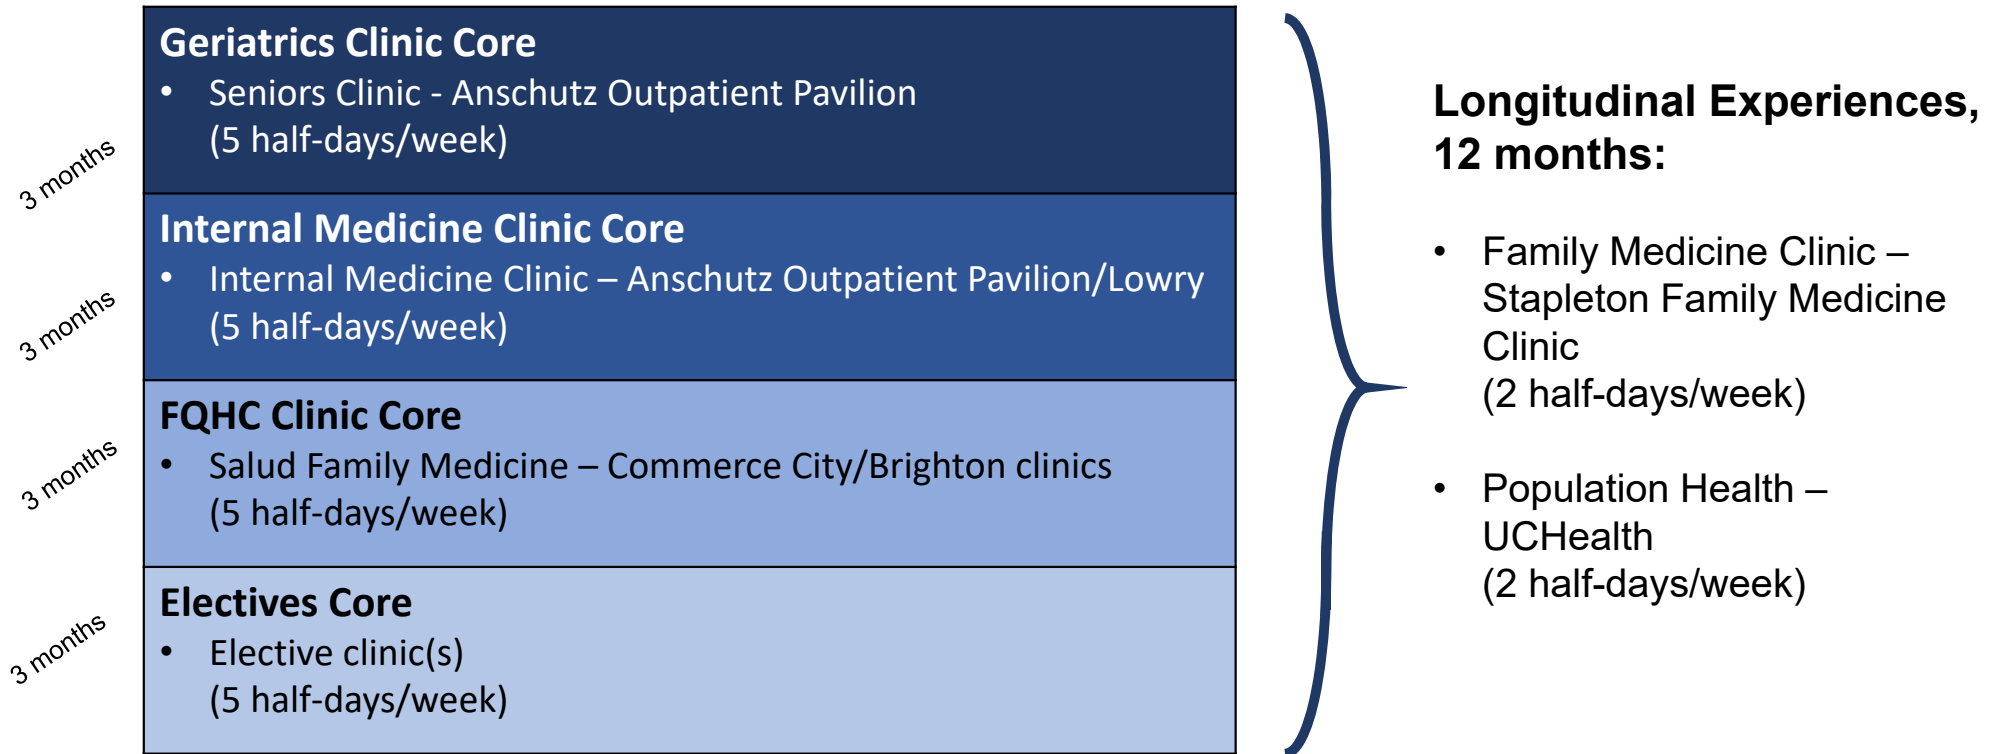 3 months
Geriatrics Clinic Core
• Seniors Clinic - Anschutz Outpatient Pavilion
(5 half-days/week)
3 months
Internal Medicine Clinic Core
• Internal Medicine Clinic – Anschutz Outpatient Pavilion/Lowry
(5 half-days/week)
3 months
FQHC Clinic Core
• Salud Family Medicine – Commerce City/Brighton clinics
(5 half-days/week)
3 months
Electives Core
• Elective clinic(s)
(5 half-days/week)
Longitudinal Experiences,
12 months:
• Family Medicine Clinic –
Stapleton Family Medicine
Clinic
(2 half-days/week)
• Population Health –
UCHealth
(2 half-days/week)